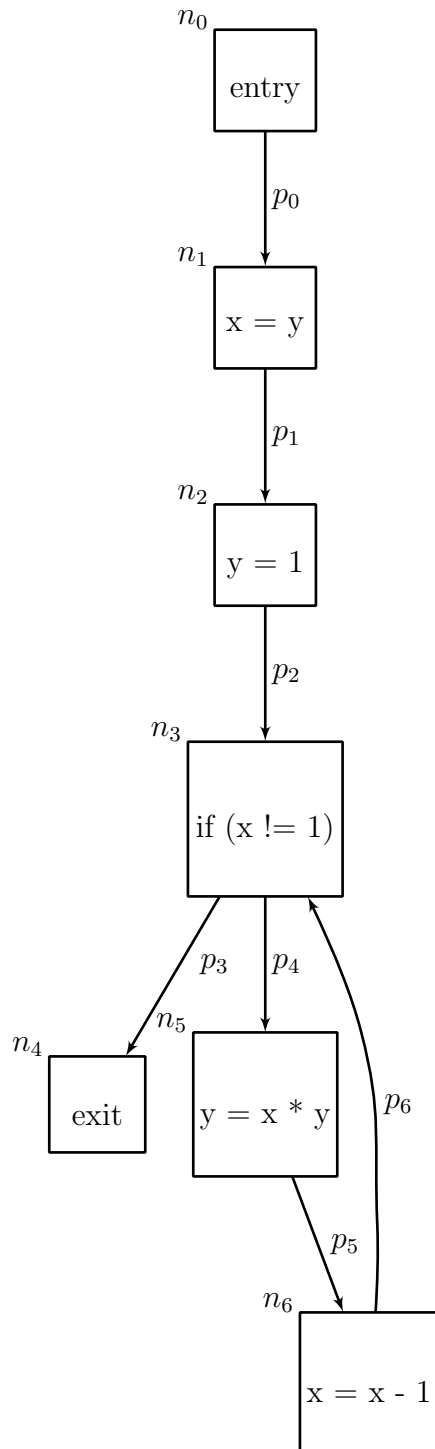 n₀
entry
p₀
n₁
x = y
p₁
n₂
y = 1
p₂
n₃
if (x != 1)
p₃
p₄
n₄
exit
n₅
y = x * y
p₆
p₅
n₆
x = x - 1